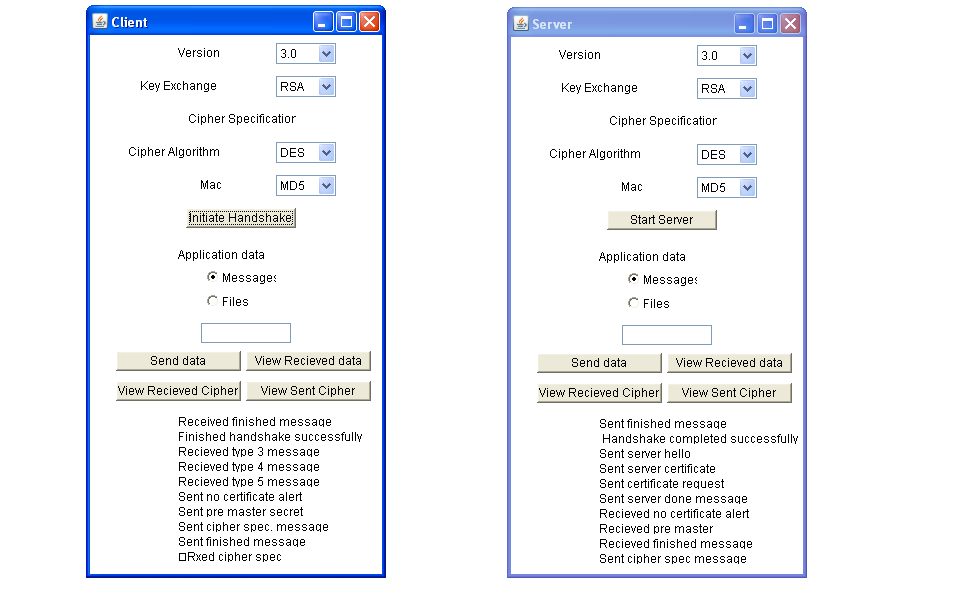 Client
Version
3.0
Key Exchange
RSA
Cipher Specification
Cipher Algorithm
DES
Mac
MD5
Initiate Handshake
Application data
Messages
Files
Send data
View Recieved data
View Recieved Cipher
View Sent Cipher
Received finished message
Finished handshake successfully
Recieved type 3 message
Recieved type 4 message
Recieved type 5 message
Sent no certificate alert
Sent pre master secret
Sent cipher spec. message
Sent finished message
□Rxed cipher spec
Server
Version
3.0
Key Exchange
RSA
Cipher Specification
Cipher Algorithm
DES
Mac
MD5
Start Server
Application data
Messages
Files
Send data
View Recieved data
View Recieved Cipher
View Sent Cipher
Sent finished message
Handshake completed successfully
Sent server hello
Sent server certificate
Sent certificate request
Sent server done message
Recieved no certificate alert
Recieved pre master
Recieved finished message
Sent cipher spec message